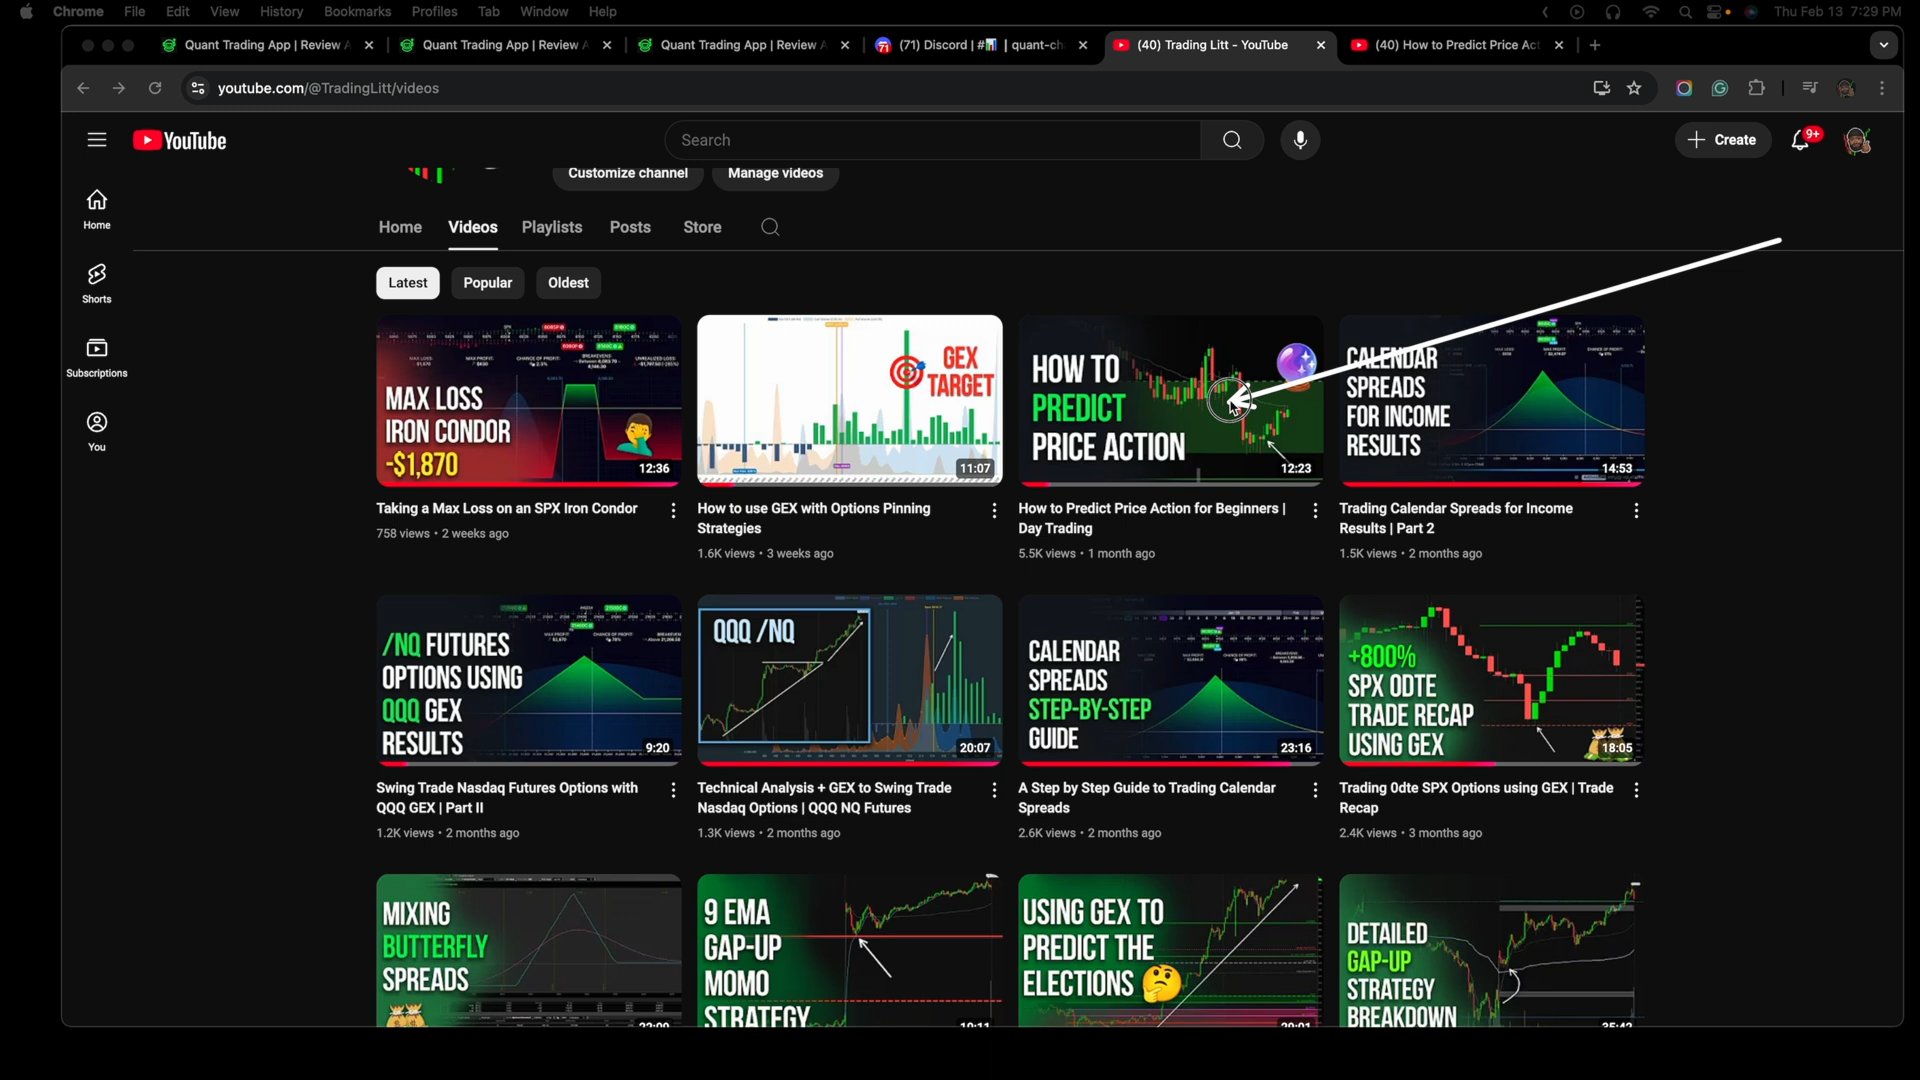 Chrome File Edit View History Bookmarks Profiles Tab Window Help Thu Feb 13 7:29 PM
Quant Trading App | Review Quant Trading App | Review Quant Trading App | Review (71) Discord | # | quant-ch (40) Trading Litt - YouTube (40) How to Predict Price Act
youtube.com/@TradingLitt/videos
YouTube Search Create 9+
Customize channel Manage videos
Home Videos Playlists Posts Store
Home
Shorts
Subscriptions
You
Latest Popular Oldest
MAX LOSS
IRON CONDOR
-$1,870
12:36
GEX
TARGET
11:07
HOW TO
PREDICT
PRICE ACTION
12:23
CALENDAR
SPREADS
FOR INCOME
RESULTS
14:53
Taking a Max Loss on an SPX Iron Condor
758 views • 2 weeks ago
How to use GEX with Options Pinning
Strategies
1.6K views • 3 weeks ago
How to Predict Price Action for Beginners |
Day Trading
5.5K views • 1 month ago
Trading Calendar Spreads for Income
Results | Part 2
1.5K views • 2 months ago
/NQ FUTURES
OPTIONS USING
QQQ GEX
RESULTS
9:20
QQQ /NQ
20:07
CALENDAR
SPREADS
STEP-BY-STEP
GUIDE
23:16
+800%
SPX 0DTE
TRADE RECAP
USING GEX
18:05
Swing Trade Nasdaq Futures Options with
QQQ GEX | Part II
1.2K views • 2 months ago
Technical Analysis + GEX to Swing Trade
Nasdaq Options | QQQ NQ Futures
1.3K views • 2 months ago
A Step by Step Guide to Trading Calendar
Spreads
2.6K views • 2 months ago
Trading 0dte SPX Options using GEX | Trade
Recap
2.4K views • 3 months ago
MIXING
BUTTERFLY
SPREADS
9 EMA
GAP-UP
MOMO
STRATEGY
USING GEX TO
PREDICT THE
ELECTIONS
DETAILED
GAP-UP
STRATEGY
BREAKDOWN